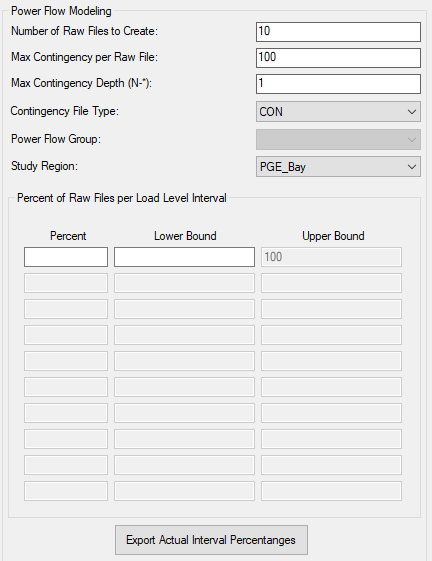 Power Flow Modeling
Number of Raw Files to Create: 10
Max Contingency per Raw File: 100
Max Contingency Depth (N-*): 1
Contingency File Type: CON
Power Flow Group:
Study Region: PGE_Bay
Percent of Raw Files per Load Level Interval
Percent Lower Bound Upper Bound
100
Export Actual Interval Percentanges